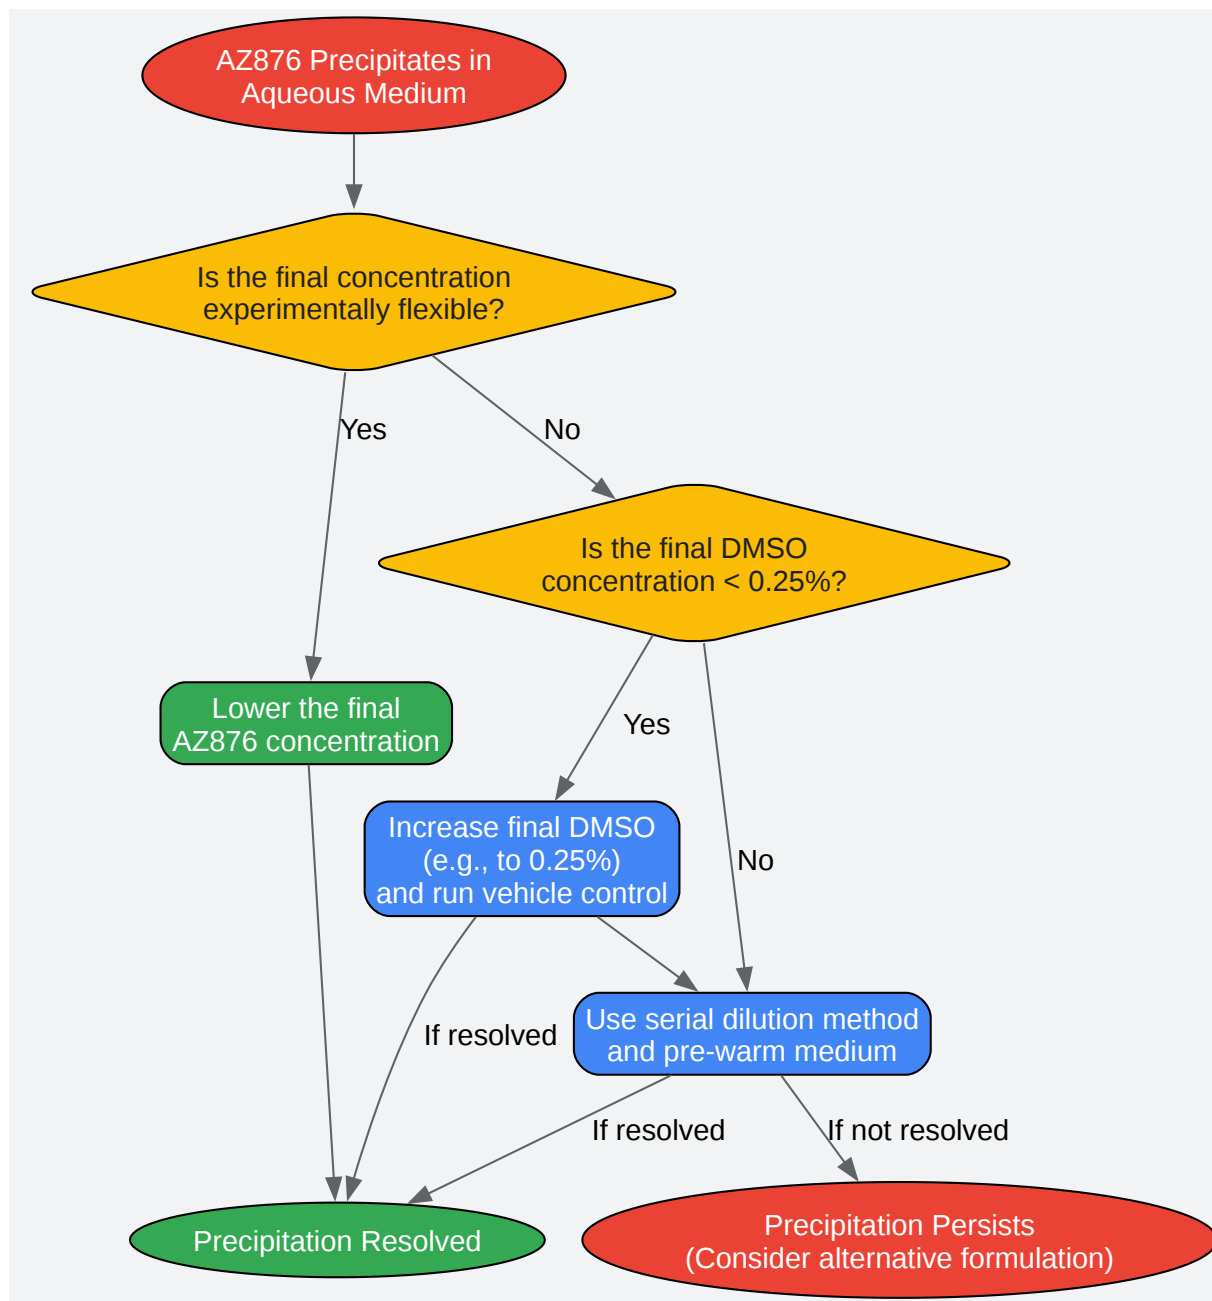 AZ876 Precipitates in
Aqueous Medium
Is the final concentration
experimentally flexible?
Yes
No
Is the final DMSO
concentration < 0.25%?
Lower the final
AZ876 concentration
Yes
Increase final DMSO
(e.g., to 0.25%)
and run vehicle control
No
Use serial dilution method
and pre-warm medium
If resolved
If resolved
If not resolved
Precipitation Resolved
Precipitation Persists
(Consider alternative formulation)